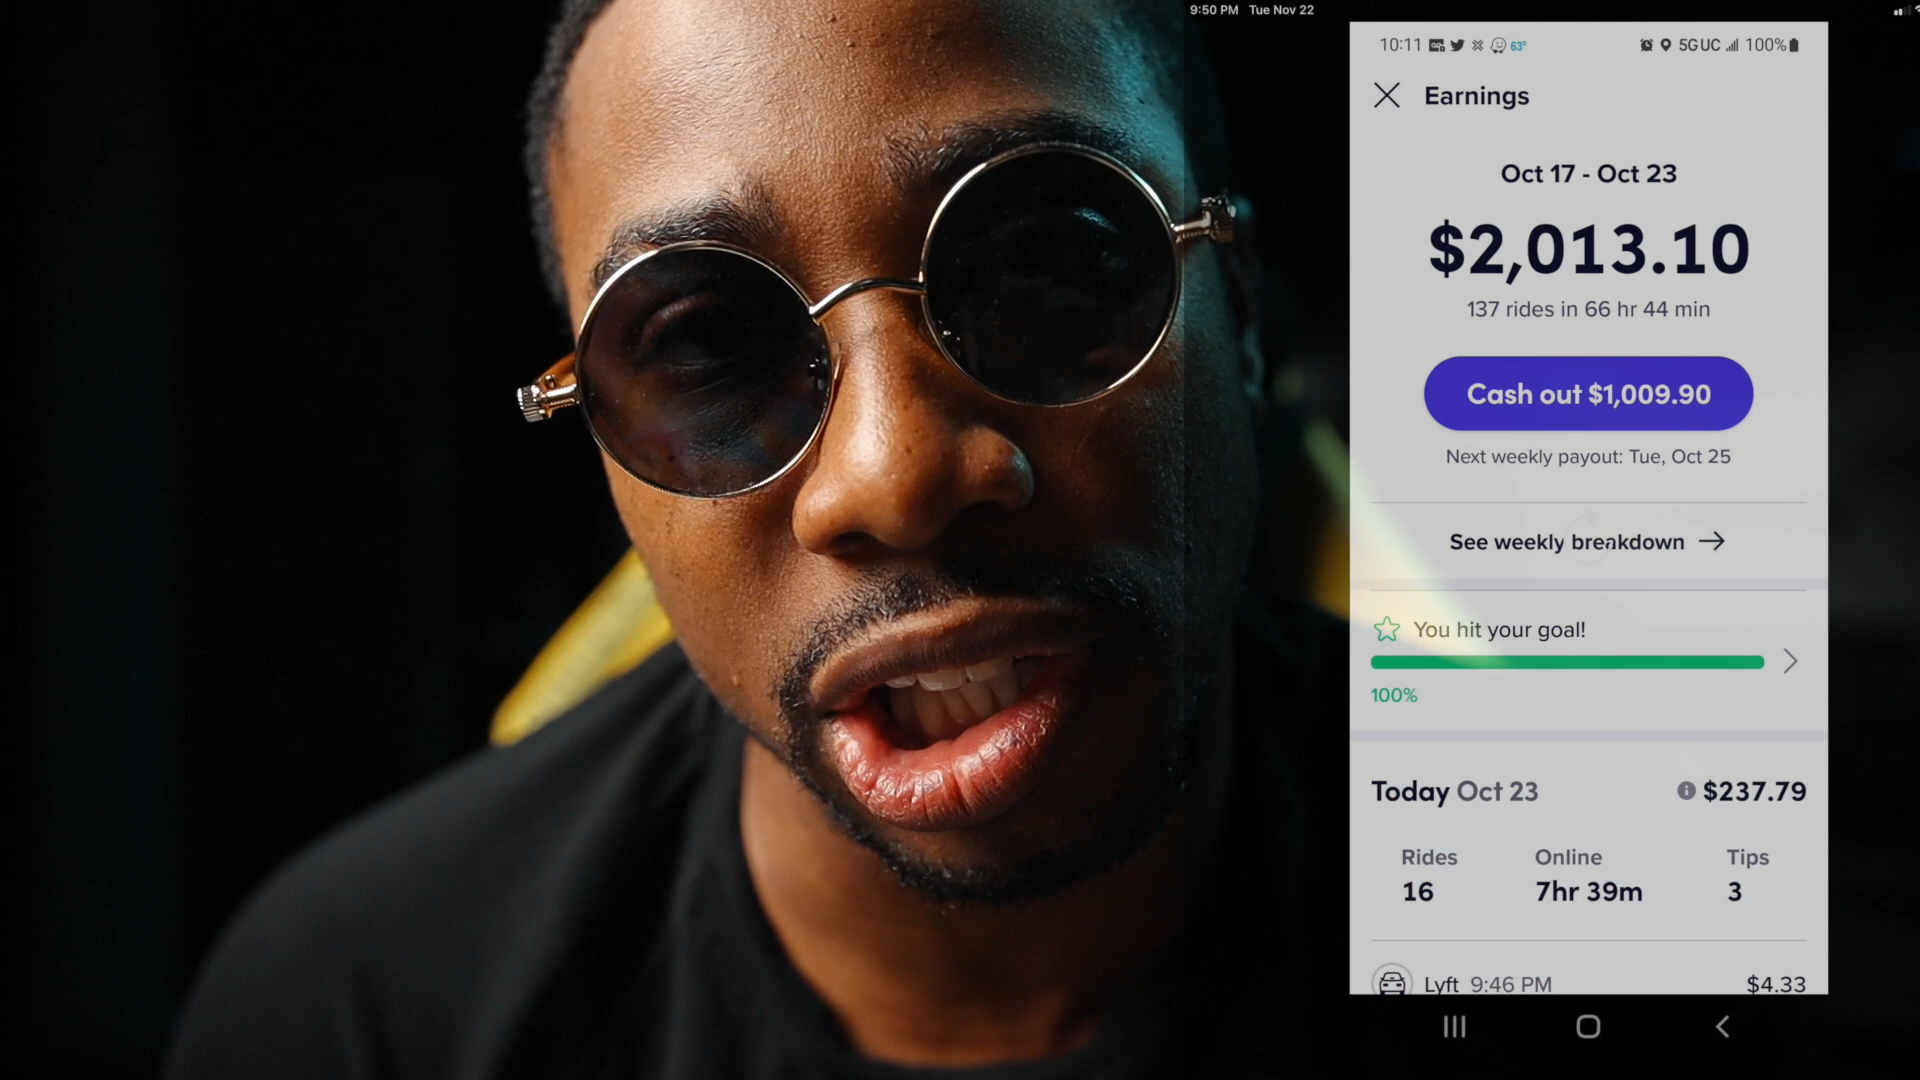 9:50 PM Tue Nov 22
10:11 63° 5GUC 100%
Earnings
Oct 17 - Oct 23
$2,013.10
137 rides in 66 hr 44 min
Cash out $1,009.90
Next weekly payout: Tue, Oct 25
See weekly breakdown
You hit your goal!
100%
Today Oct 23 $237.79
Rides Online Tips
16 7hr 39m 3
Lyft 9:46 PM $4.33